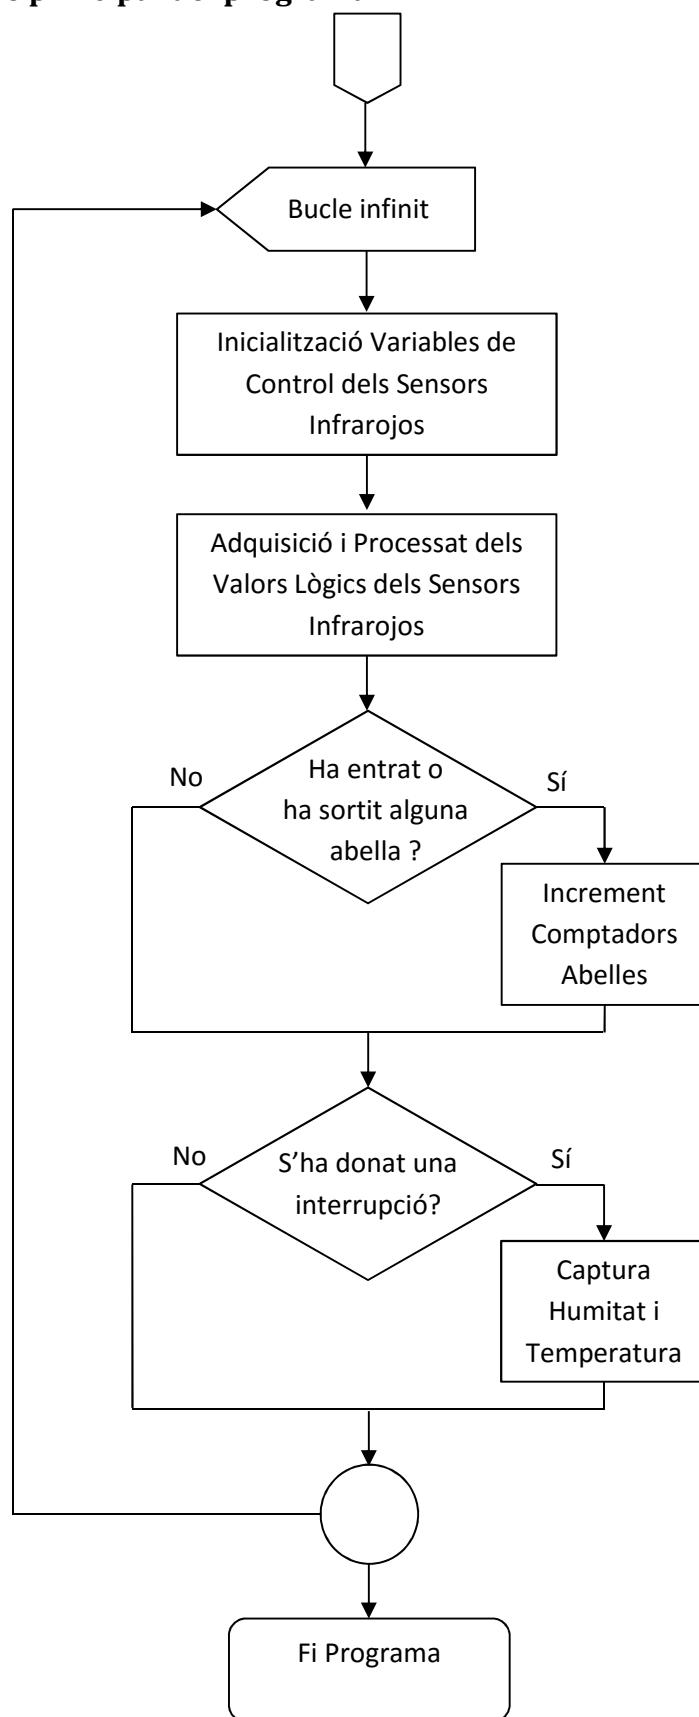 Bucle infinit
Inicialització Variables de
Control dels Sensors
Infrarojos
Adquisició i Processat dels
Valors Lògics dels Sensors
Infrarojos
No
Ha entrat o
ha sortit alguna
abella ?
Sí
Increment
Comptadors
Abelles
No
S’ha donat una
interrupció?
Sí
Captura
Humitat i
Temperatura
Fi Programa